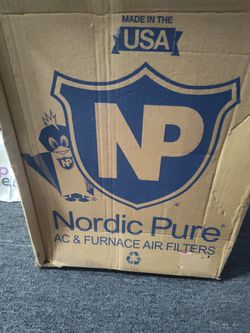 MADE IN THE
USA
NP
NP
Nordic Pure
AC & FURNACE AIR FILTERS